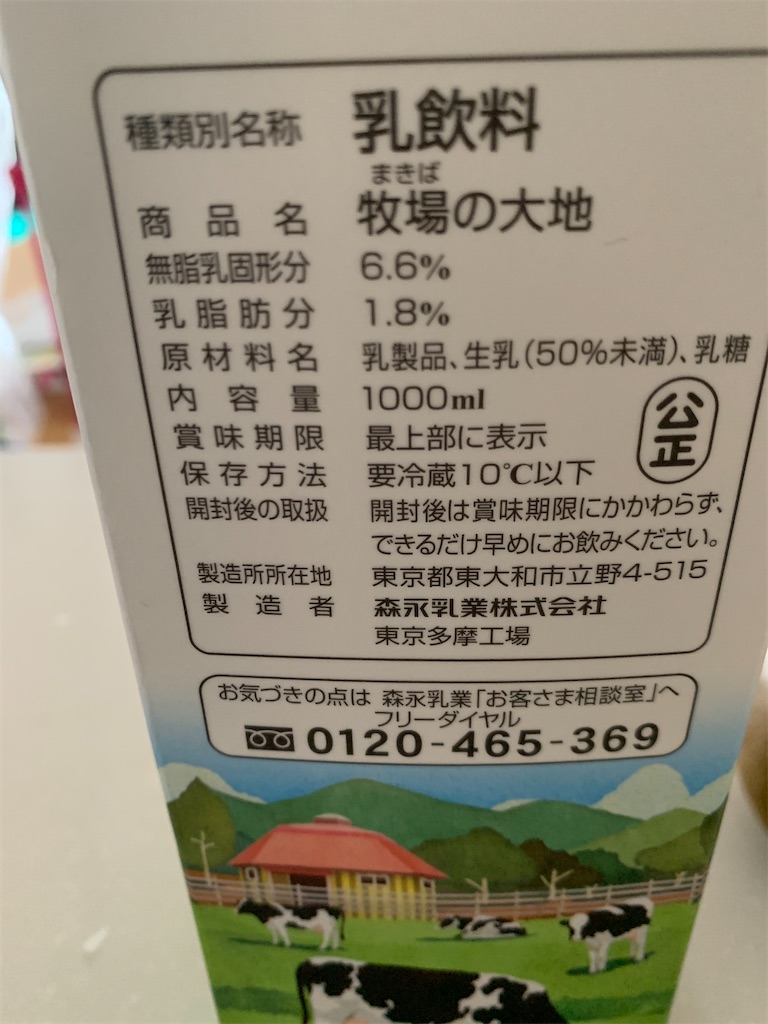 種類別名称 乳飲料
まきば
商品名 牧場の大地
無脂乳固形分 6.6%
乳脂肪分 1.8%
原材料名 乳製品、生乳(50%未満)、乳糖
内容量 1000ml
公正
賞味期限 最上部に表示
保存方法 要冷蔵10℃以下
開封後の取扱 開封後は賞味期限にかかわらず、
できるだけ早めにお飲みください。
製造所所在地 東京都東大和市立野4-515
製造者 森永乳業株式会社
東京多摩工場
お気づきの点は 森永乳業「お客さま相談室」へ
フリーダイヤル
0120-465-369